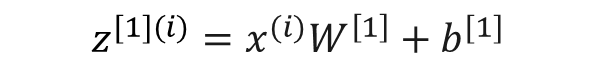 z^{[1](i)} = x^{(i)}W^{[1]} + b^{[1]}